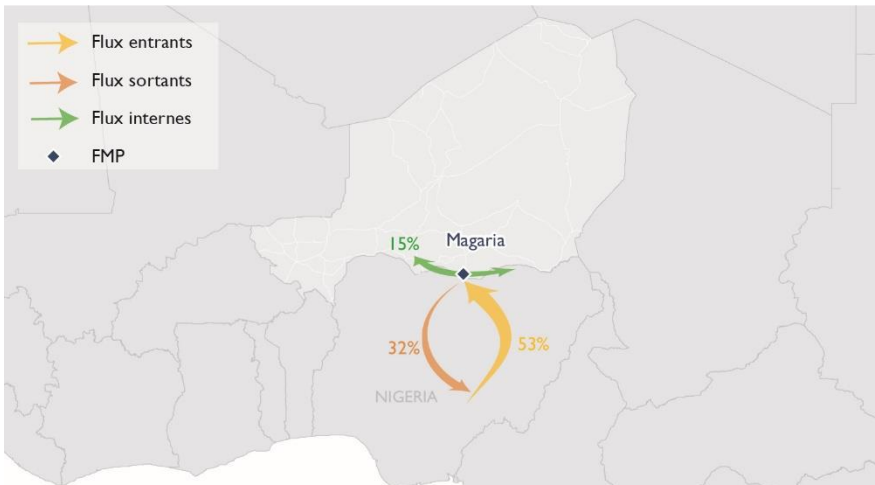 Flux entrants
Flux sortants
Flux internes
FMP
15%
Magaria
32%
53%
NIGERIA